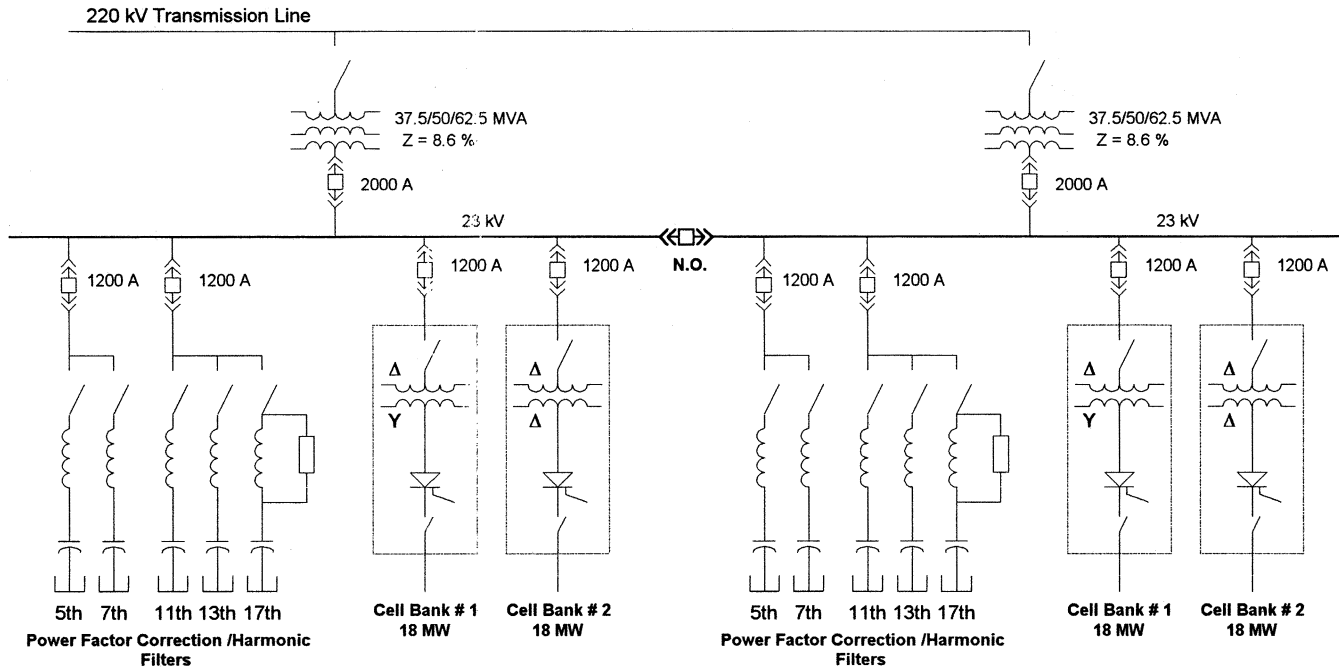 220 kV Transmission Line
37.5/50/62.5 MVA
Z = 8.6 %
37.5/50/62.5 MVA
Z = 8.6 %
2000 A
2000 A
23 kV
23 kV
N.O.
1200 A
1200 A
1200 A
1200 A
1200 A
1200 A
1200 A
1200 A
Δ
Δ
Δ
Δ
Y
Δ
Y
Δ
5th 7th 11th 13th 17th
Power Factor Correction /Harmonic
Filters
Cell Bank # 1
18 MW
Cell Bank # 2
18 MW
5th 7th 11th 13th 17th
Power Factor Correction /Harmonic
Filters
Cell Bank # 1
18 MW
Cell Bank # 2
18 MW